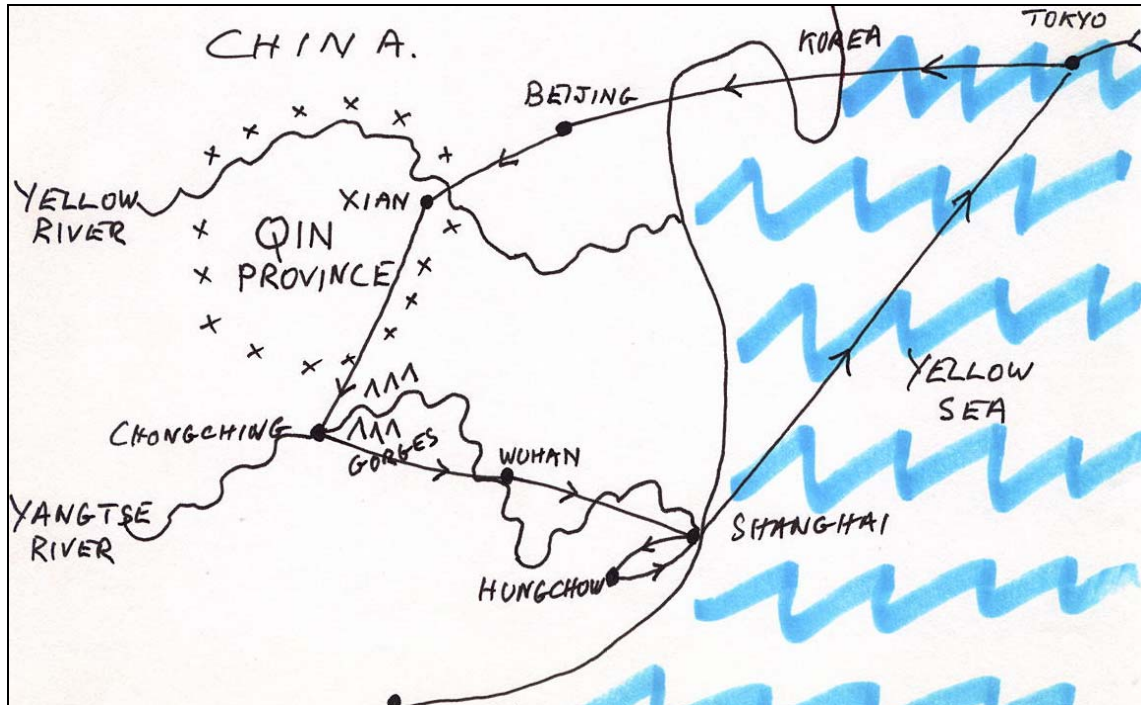 CHINA.
TOKYO
KOREA
BEIJING
YELLOW
RIVER
XIAN
QIN
PROVINCE
YELLOW
SEA
CHONGCHING
GORGES
WUHAN
YANGTSE
RIVER
SHANGHAI
HUNGCHOW